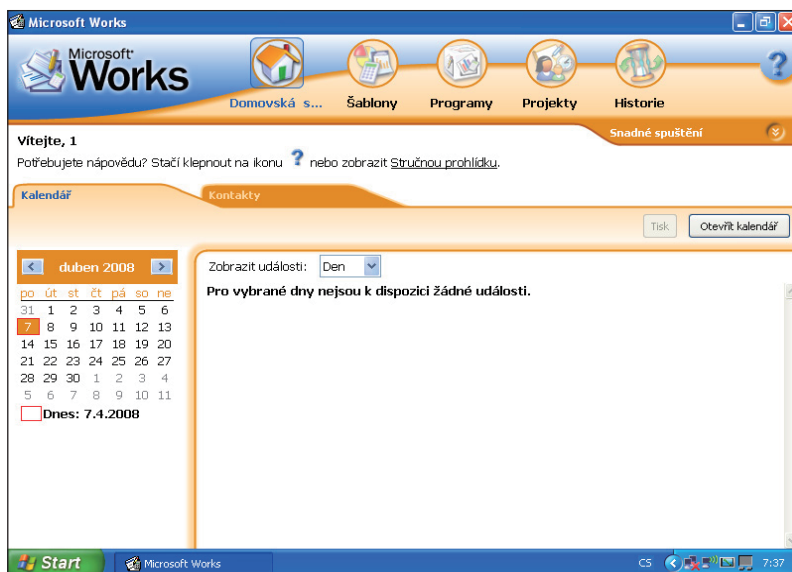 Microsoft Works
Microsoft®
Works
Domovská s... Šablony Programy Projekty Historie
?
Vítejte, 1
Snadné spuštění
Potřebujete nápovědu? Stačí klepnout na ikonu ? nebo zobrazit Stručnou prohlídku.
Kalendář Kontakty
Tisk Otevřít kalendář
duben 2008 Zobrazit události: Den
Pro vybrané dny nejsou k dispozici žádné události.
po út st čt pá so ne
31 1 2 3 4 5 6
7 8 9 10 11 12 13
14 15 16 17 18 19 20
21 22 23 24 25 26 27
28 29 30 1 2 3 4
5 6 7 8 9 10 11
Dnes: 7.4.2008
Start Microsoft Works CS 7:37